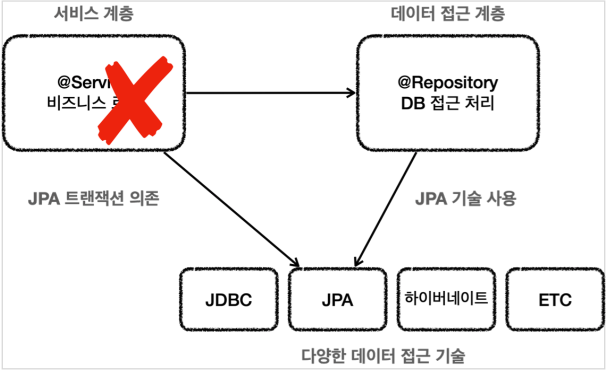 서비스 계층
데이터 접근 계층
@Servi
비즈니스
@Repository
DB 접근 처리
JPA 트랜잭션 의존
JPA 기술 사용
JDBC
JPA
하이버네이트
ETC
다양한 데이터 접근 기술